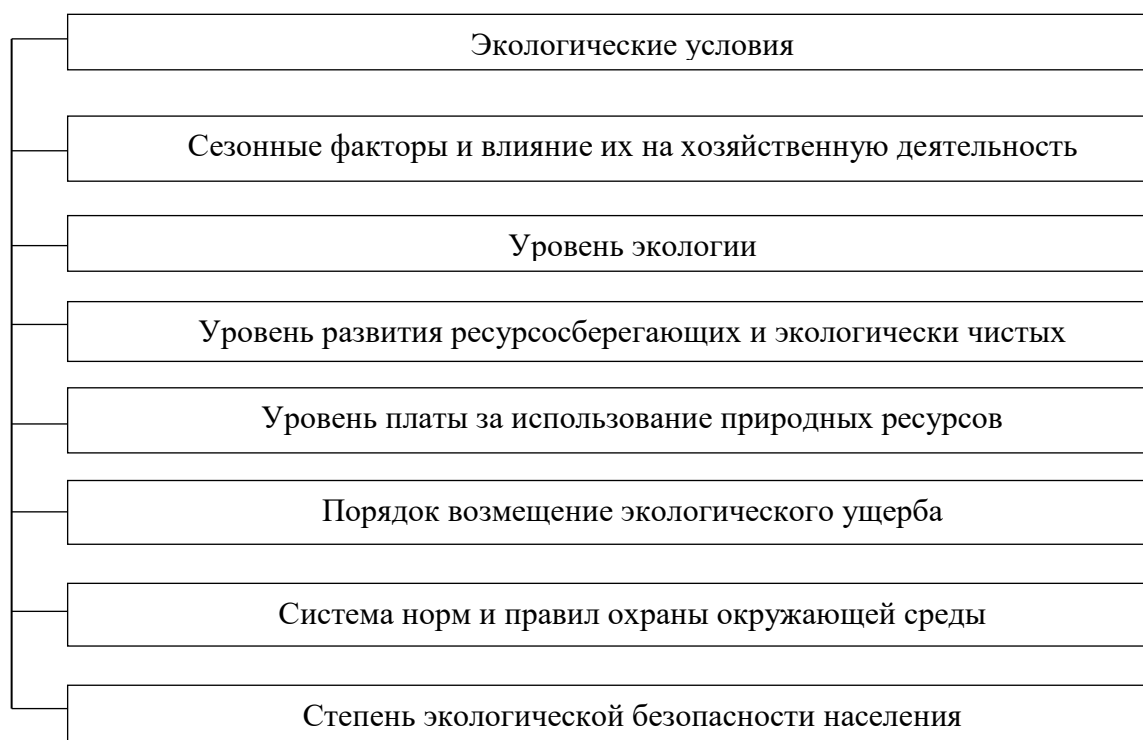 Экологические условия
Сезонные факторы и влияние их на хозяйственную деятельность
Уровень экологии
Уровень развития ресурсосберегающих и экологически чистых
Уровень платы за использование природных ресурсов
Порядок возмещение экологического ущерба
Система норм и правил охраны окружающей среды
Степень экологической безопасности населения